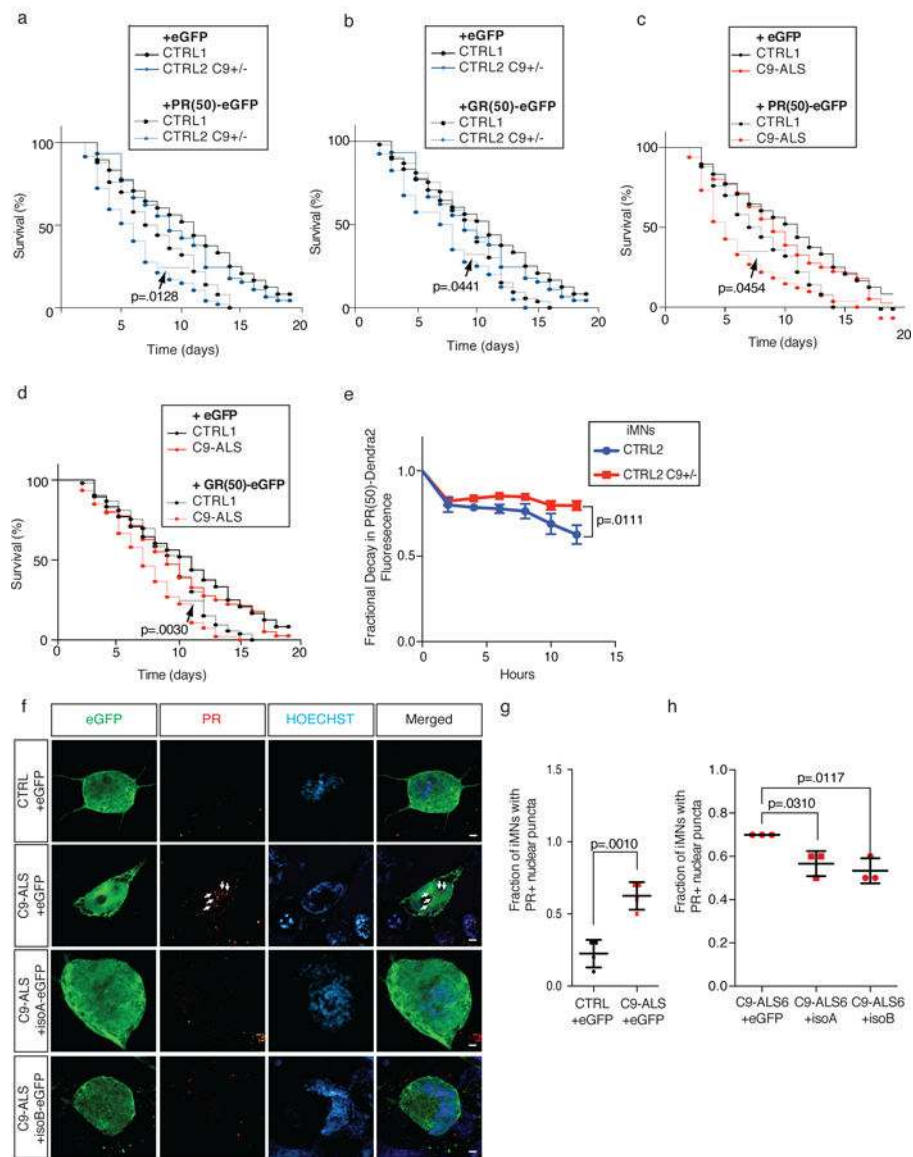 a
+eGFP
CTRL1
CTRL2 C9+/-
+PR(50)-eGFP
CTRL1
CTRL2 C9+/-
Survival (%)
100
50
0
p=.0128
5
10
15
20
Time (days)
b
+eGFP
CTRL1
CTRL2 C9+/-
+GR(50)-eGFP
CTRL1
CTRL2 C9+/-
Survival (%)
100
50
0
p=.0441
5
10
15
20
Time (days)
c
+ eGFP
CTRL1
C9-ALS
+ PR(50)-eGFP
CTRL1
C9-ALS
Survival (%)
100
50
0
p=.0454
5
10
15
20
Time (days)
d
+ eGFP
CTRL1
C9-ALS
+ GR(50)-eGFP
CTRL1
C9-ALS
Survival (%)
100
50
0
p=.0030
5
10
15
20
Time (days)
e
iMNs
CTRL2
CTRL2 C9+/-
Fractional Decay in PR(50)-Dendra2
Fluoresecence
1.0
0.5
0.0
p=.0111
0
5
10
15
Hours
f
eGFP
PR
HOECHST
Merged
CTRL
+eGFP
C9-ALS
+eGFP
C9-ALS
+isoA-eGFP
C9-ALS
+isoB-eGFP
g
Fraction of iMNs with
PR+ nuclear puncta
1.5
1.0
0.5
0.0
p=.0010
CTRL
+eGFP
C9-ALS
+eGFP
h
Fraction of iMNs with
PR+ nuclear puncta
1.0
0.8
0.6
0.4
0.2
0.0
p=.0117
p=.0310
C9-ALS6
+eGFP
C9-ALS6
+isoA
C9-ALS6
+isoB